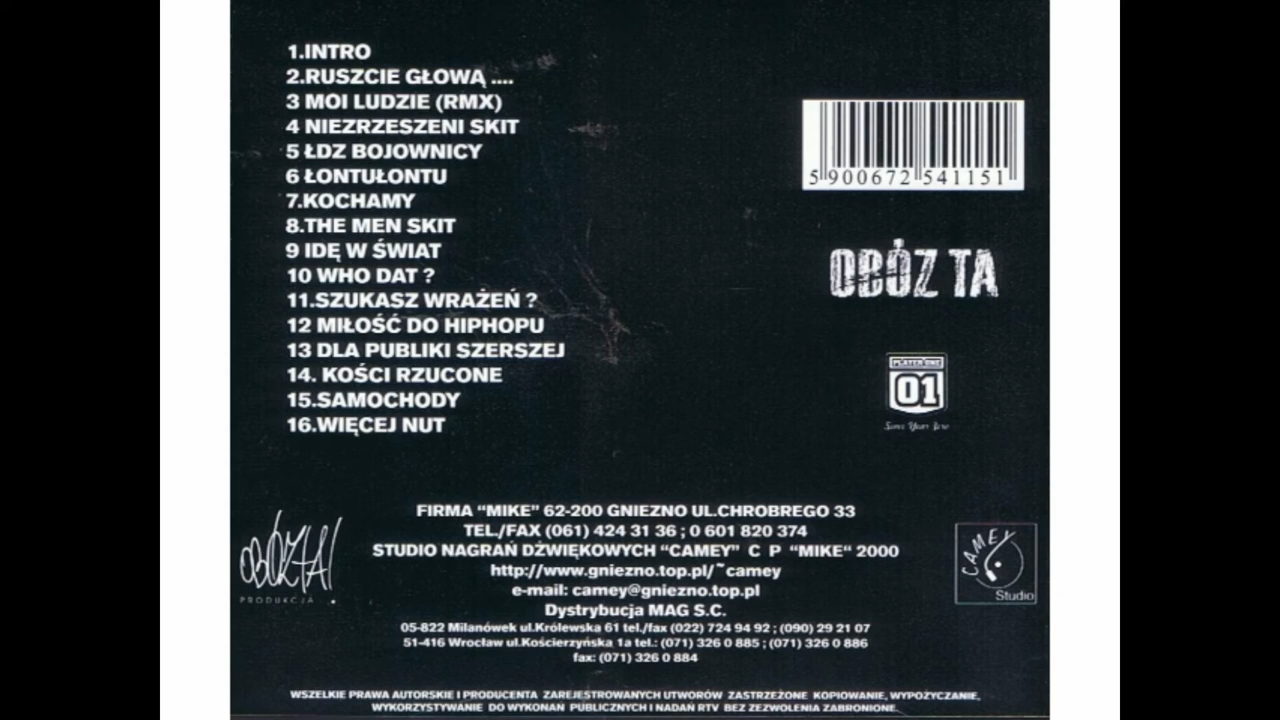 1.INTRO
2.RUSZCIE GŁOWĄ ....
3 MOI LUDZIE (RMX)
4 NIEZRZESZENI SKIT
5 ŁDZ BOJOWNICY
6 ŁONTUŁONTU
7.KOCHAMY
8.THE MEN SKIT
9 IDĘ W ŚWIAT
10 WHO DAT ?
11.SZUKASZ WRAŻEŃ ?
12 MIŁOŚĆ DO HIPHOPU
13 DLA PUBLIKI SZERSZEJ
14. KOŚCI RZUCONE
15.SAMOCHODY
16.WIĘCEJ NUT
5 900672 541151
OBÓZ TA
PLAYER ONE
01
FIRMA “MIKE” 62-200 GNIEZNO UL.CHROBREGO 33
TEL./FAX (061) 424 31 36 ; 0 601 820 374
STUDIO NAGRAŃ DŹWIĘKOWYCH “CAMEY” C P “MIKE“ 2000
http://www.gniezno.top.pl/~camey
e-mail: camey@gniezno.top.pl
Dystrybucja MAG S.C.
05-822 Milanówek ul.Królewska 61 tel./fax (022) 724 94 92 ; (090) 29 21 07
51-416 Wrocław ul.Kościerzyńska 1a tel.: (071) 326 0 885 ; (071) 326 0 886
fax: (071) 326 0 884
OBÓZTA!
PRODUKCJA
CAMEY
Studio
WSZELKIE PRAWA AUTORSKIE I PRODUCENTA ZAREJESTROWANYCH UTWORÓW ZASTRZEŻONE KOPIOWANIE, WYPOŻYCZANIE,
WYKORZYSTYWANIE DO WYKONAŃ PUBLICZNYCH I NADAŃ RTV BEZ ZEZWOLENIA ZABRONIONE.